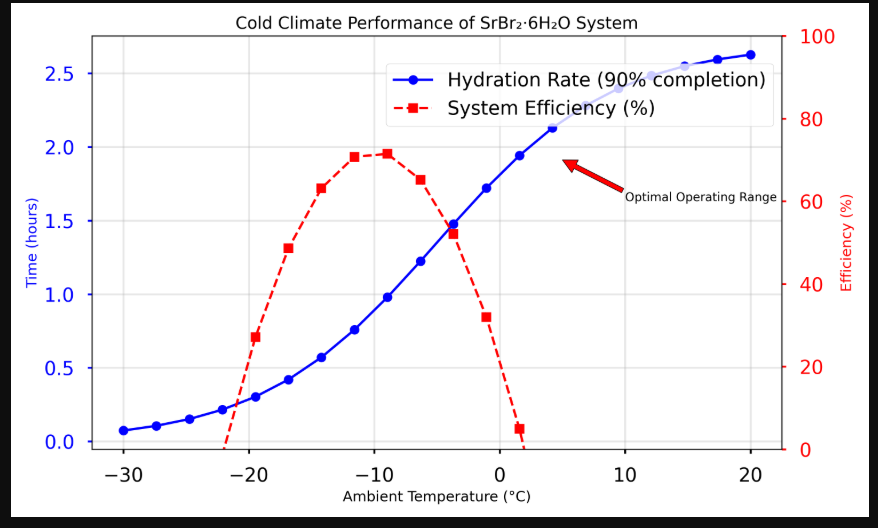 Cold Climate Performance of SrBr₂·6H₂O System
Hydration Rate (90% completion)
System Efficiency (%)
Optimal Operating Range
Time (hours)
2.5
2.0
1.5
1.0
0.5
0.0
Efficiency (%)
100
80
60
40
20
0
−30 −20 −10 0 10 20
Ambient Temperature (°C)